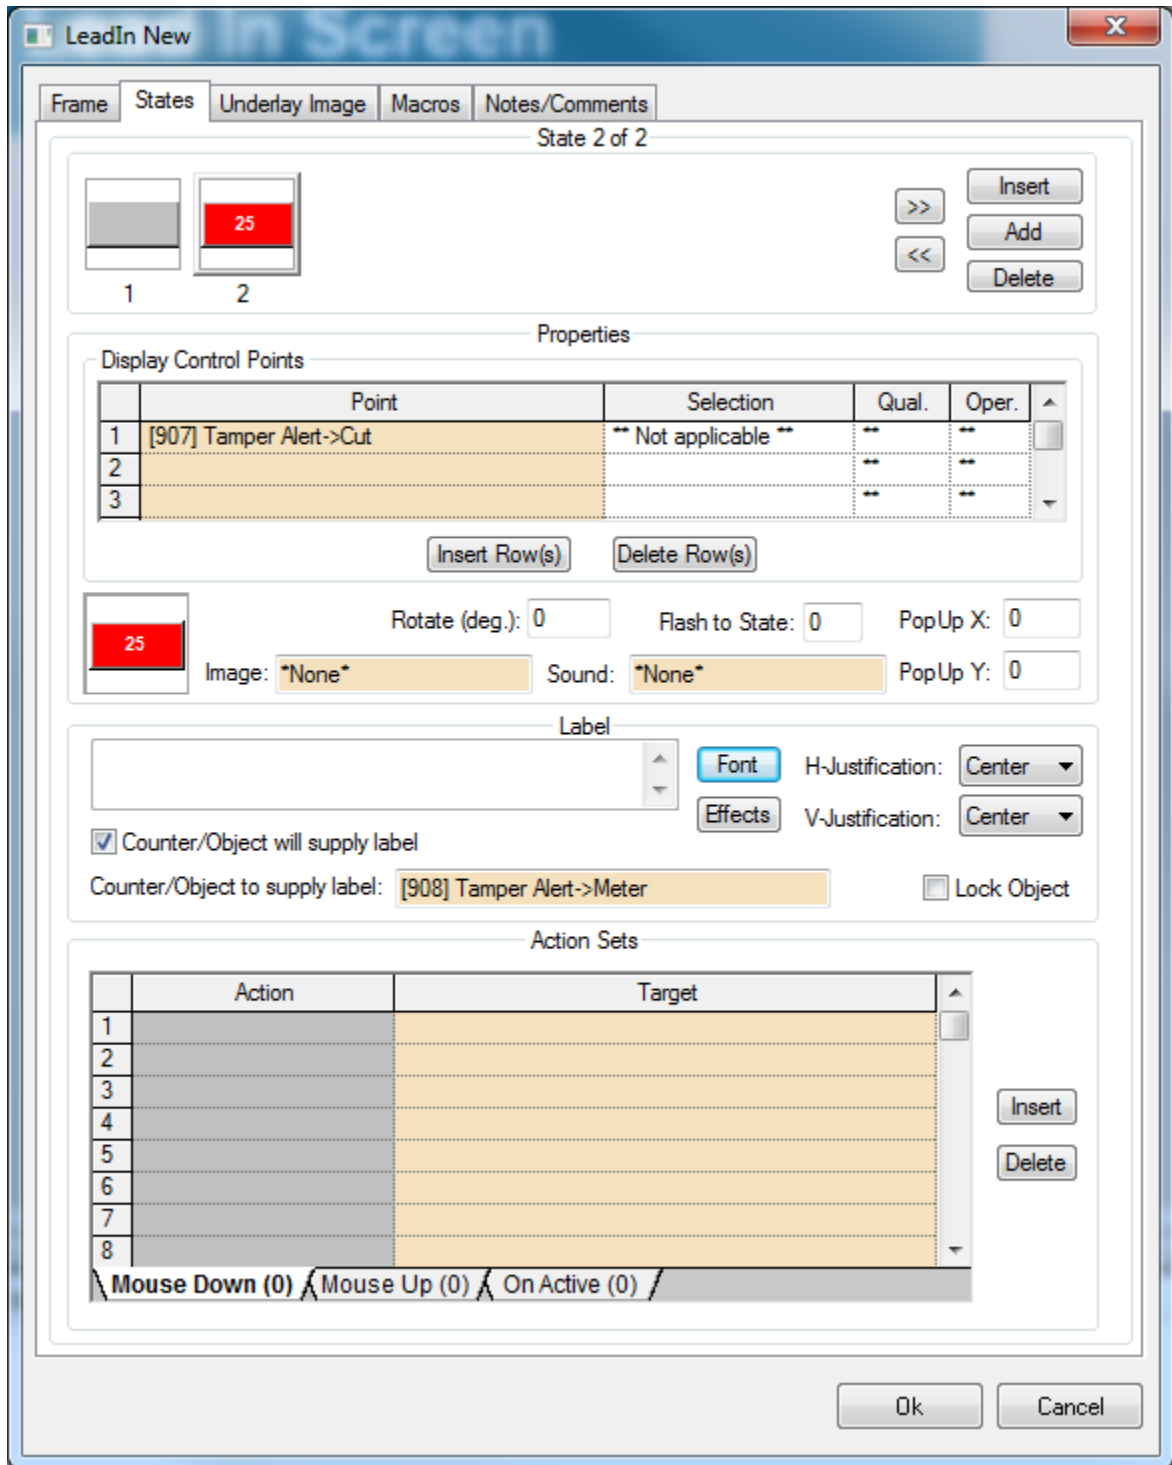 Lead In Screen
LeadIn New
Frame States Underlay Image Macros Notes/Comments
State 2 of 2
25
1 2
>>
<<
Insert
Add
Delete
Properties
Display Control Points
Point Selection Qual. Oper.
1 [907] Tamper Alert->Cut ** Not applicable ** ** **
2 ** **
3 ** **
Insert Row(s) Delete Row(s)
25
Rotate (deg.): 0 Flash to State: 0 PopUp X: 0
Image: *None* Sound: *None* PopUp Y: 0
Label
Font H-Justification: Center
Effects V-Justification: Center
Counter/Object will supply label
Counter/Object to supply label: [908] Tamper Alert->Meter Lock Object
Action Sets
Action Target
1
2
3
4
5
6
7
8
Insert
Delete
Mouse Down (0) Mouse Up (0) On Active (0)
Ok Cancel